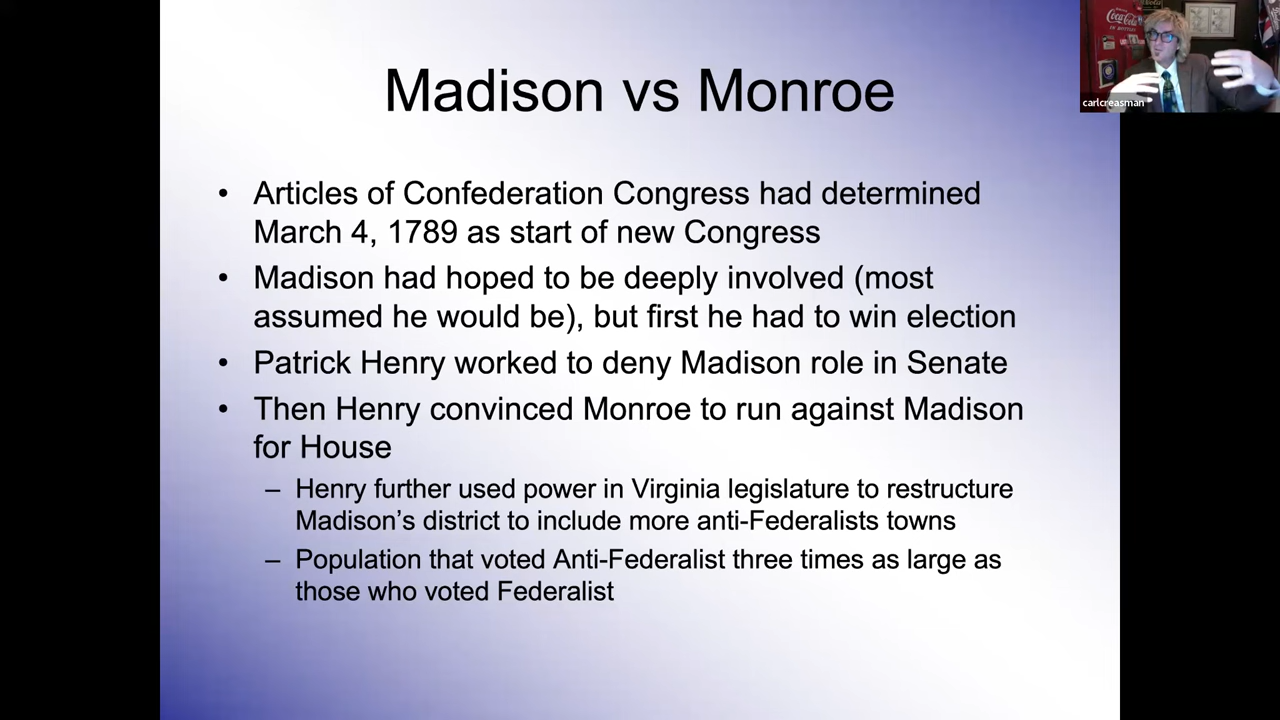 Madison vs Monroe
• Articles of Confederation Congress had determined
March 4, 1789 as start of new Congress
• Madison had hoped to be deeply involved (most
assumed he would be), but first he had to win election
• Patrick Henry worked to deny Madison role in Senate
• Then Henry convinced Monroe to run against Madison
for House
– Henry further used power in Virginia legislature to restructure
Madison’s district to include more anti-Federalists towns
– Population that voted Anti-Federalist three times as large as
those who voted Federalist
Coca-Cola
carlcreasman